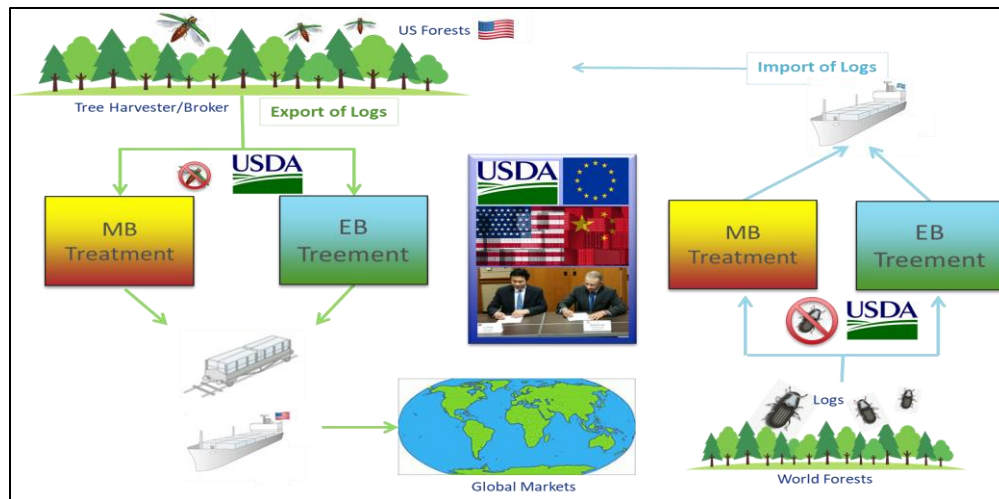 US Forests
Tree Harvester/Broker
Export of Logs
USDA
MB
Treatment
EB
Treement
Global Markets
USDA
Import of Logs
MB
Treatment
EB
Treement
USDA
Logs
World Forests